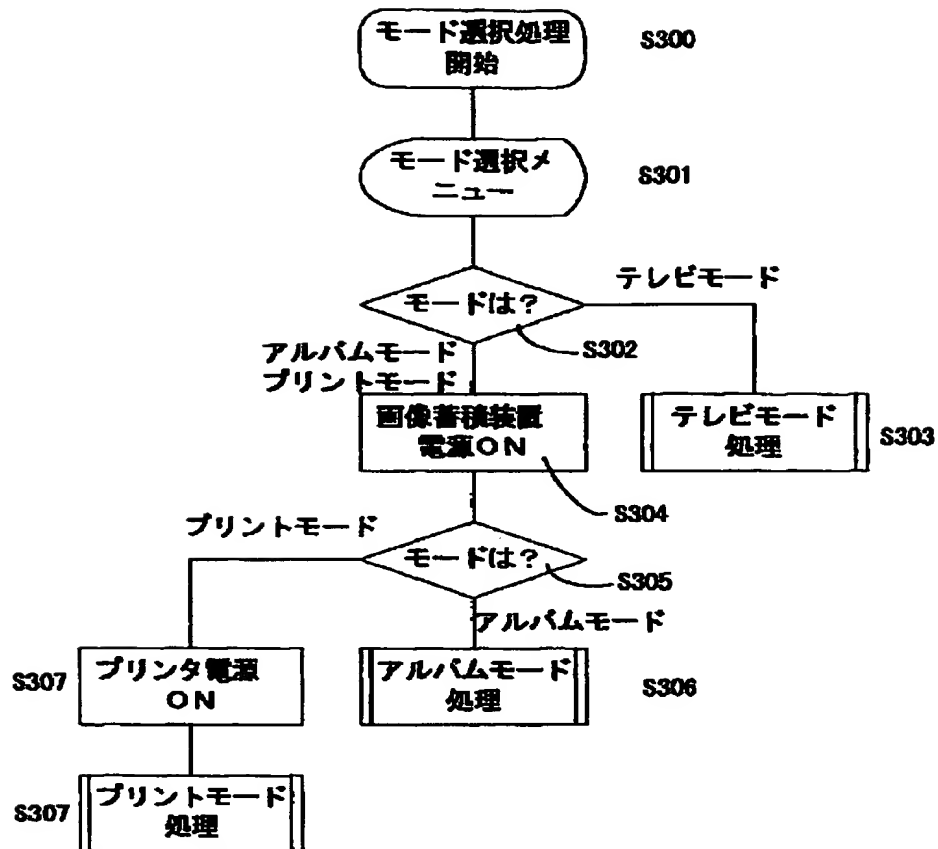 モード選択処理
開始
S300
モード選択メ
ニュー
S301
モードは？
テレビモード
S302
アルバムモード
プリントモード
画像蓄積装置
電源ON
S304
テレビモード
処理
S303
プリントモード
モードは？
S305
アルバムモード
プリンタ電源
ON
S307
アルバムモード
処理
S306
プリントモード
処理
S307